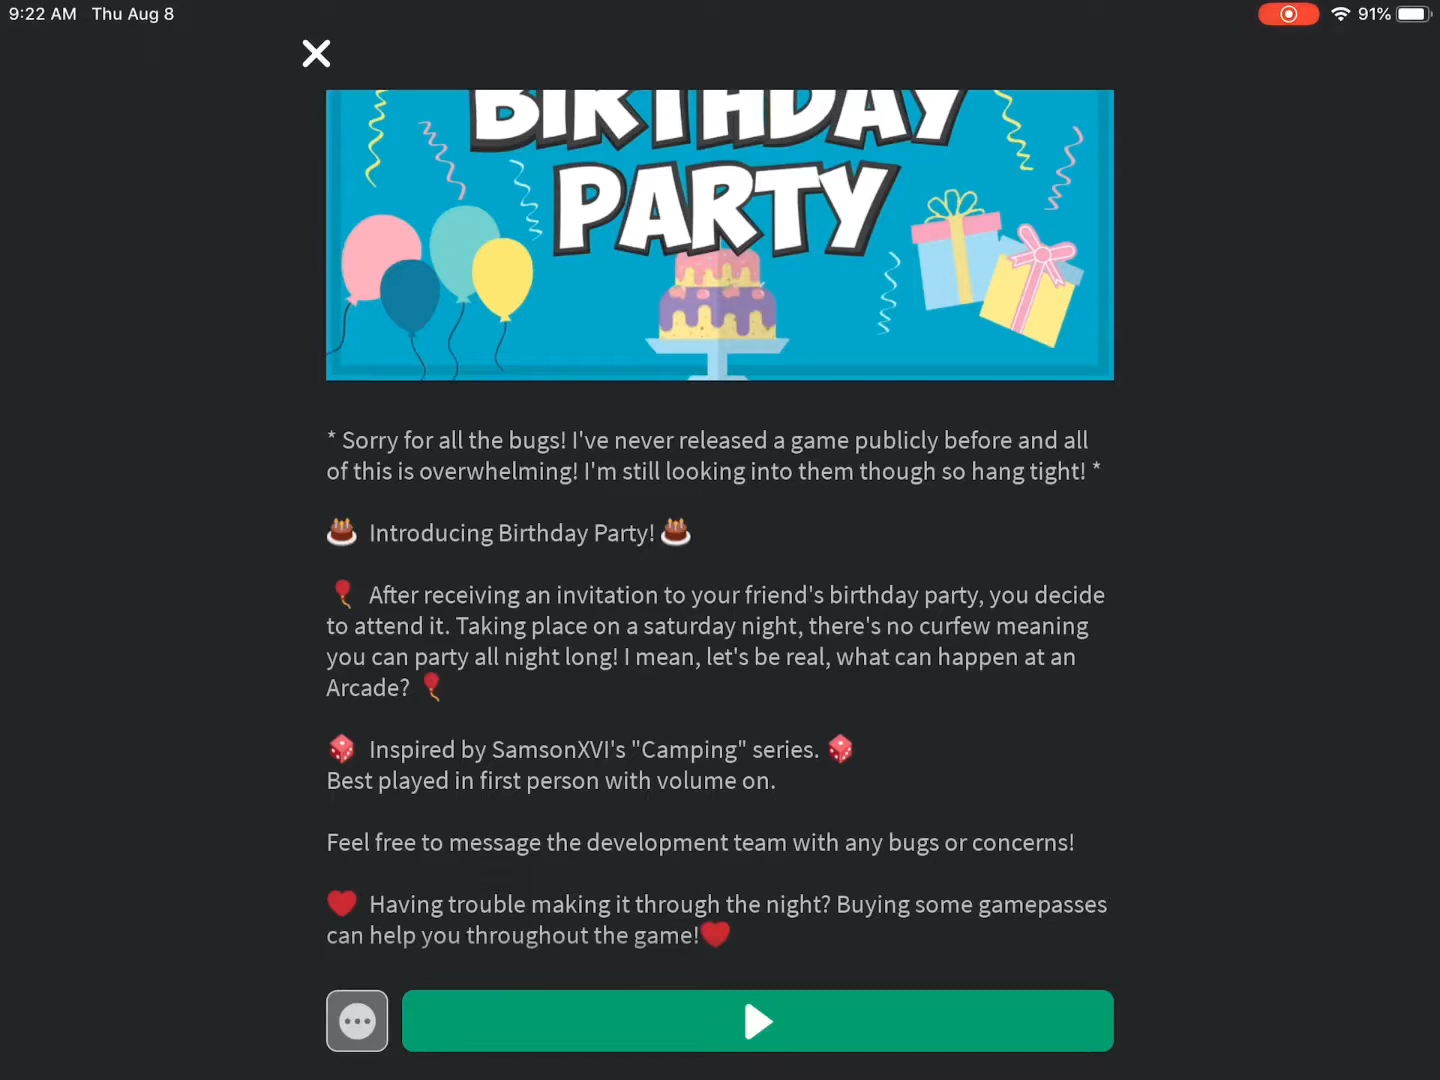 9:22 AM Thu Aug 8
91%
BIRTHDAY
PARTY
* Sorry for all the bugs! I've never released a game publicly before and all
of this is overwhelming! I'm still looking into them though so hang tight! *
🎂 Introducing Birthday Party! 🎂
🎈 After receiving an invitation to your friend's birthday party, you decide
to attend it. Taking place on a saturday night, there's no curfew meaning
you can party all night long! I mean, let's be real, what can happen at an
Arcade? 🎈
🎲 Inspired by SamsonXVI's "Camping" series. 🎲
Best played in first person with volume on.
Feel free to message the development team with any bugs or concerns!
❤️ Having trouble making it through the night? Buying some gamepasses
can help you throughout the game!❤️